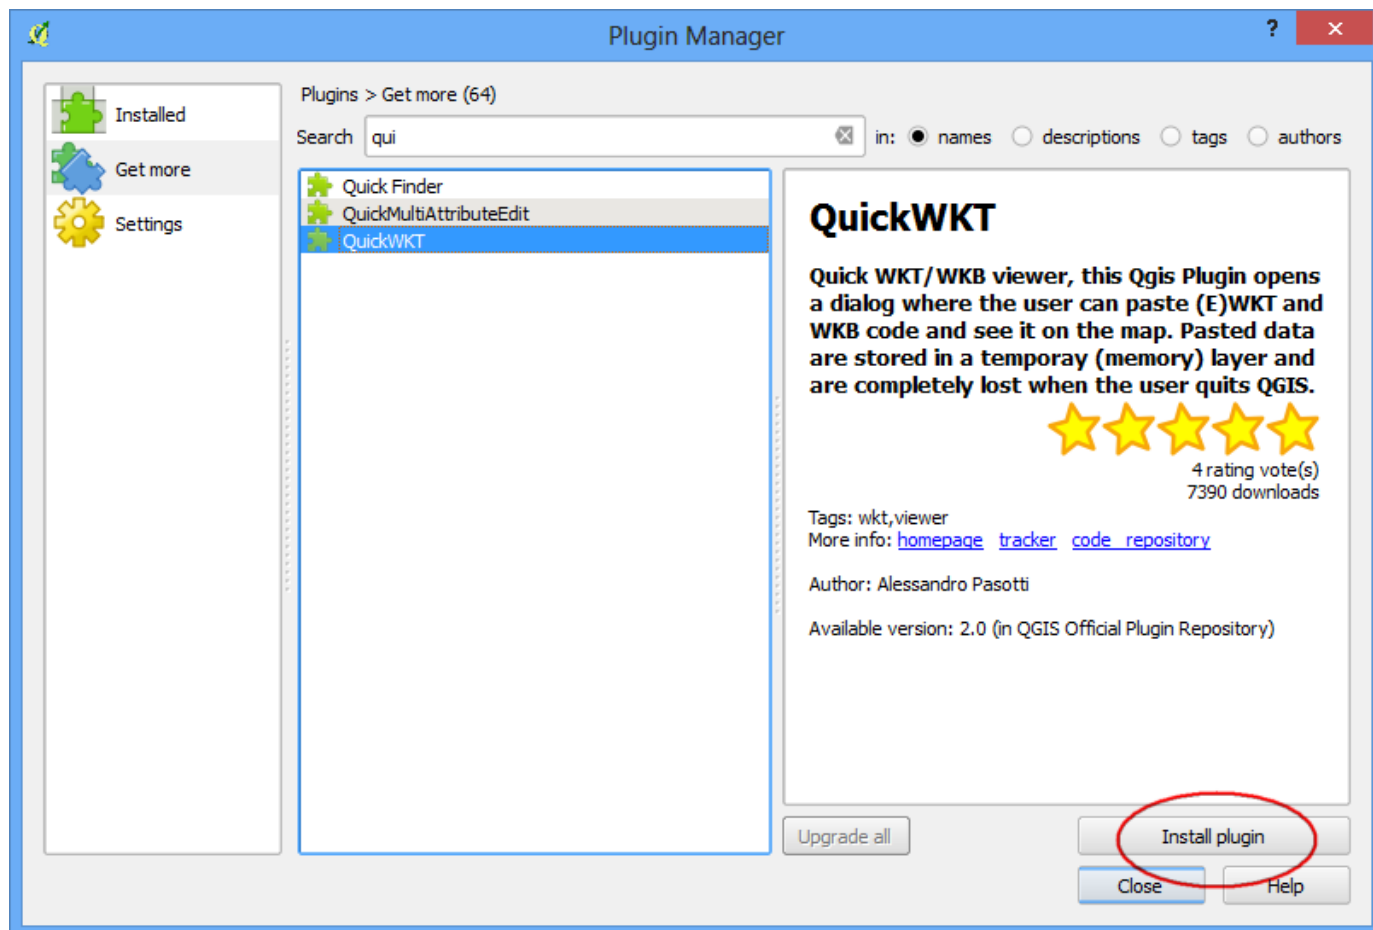 Plugin Manager
?
Installed
Get more
Settings
Plugins > Get more (64)
Search qui in: names descriptions tags authors
Quick Finder
QuickMultiAttributeEdit
QuickWKT
QuickWKT
Quick WKT/WKB viewer, this Qgis Plugin opens
a dialog where the user can paste (E)WKT and
WKB code and see it on the map. Pasted data
are stored in a temporay (memory) layer and
are completely lost when the user quits QGIS.
4 rating vote(s)
7390 downloads
Tags: wkt,viewer
More info: homepage tracker code repository
Author: Alessandro Pasotti
Available version: 2.0 (in QGIS Official Plugin Repository)
Upgrade all Install plugin
Close Help